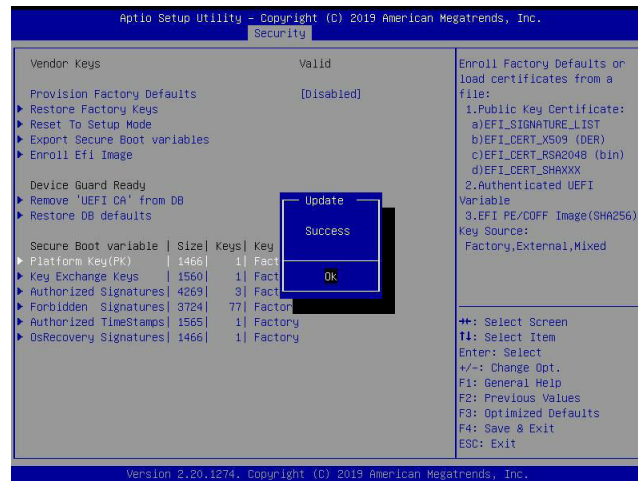 Aptio Setup Utility – Copyright (C) 2019 American Megatrends, Inc.
Security
Vendor Keys Valid
Provision Factory Defaults [Disabled]
Restore Factory Keys
Reset To Setup Mode
Export Secure Boot variables
Enroll Efi Image
Device Guard Ready
Remove 'UEFI CA' from DB
Restore DB defaults
Secure Boot variable | Size| Keys| Key
Platform Key(PK) | 1466| 1| Fact
Key Exchange Keys | 1560| 1| Fact
Authorized Signatures| 4269| 3| Fact
Forbidden Signatures| 3724| 77| Factor
Authorized TimeStamps| 1565| 1| Factory
OsRecovery Signatures| 1466| 1| Factory
Update
Success
Ok
Enroll Factory Defaults or
load certificates from a
file:
1.Public Key Certificate:
a)EFI_SIGNATURE_LIST
b)EFI_CERT_X509 (DER)
c)EFI_CERT_RSA2048 (bin)
d)EFI_CERT_SHAXXX
2.Authenticated UEFI
Variable
3.EFI PE/COFF Image(SHA256)
Key Source:
Factory,External,Mixed
→←: Select Screen
↑↓: Select Item
Enter: Select
+/-: Change Opt.
F1: General Help
F2: Previous Values
F3: Optimized Defaults
F4: Save & Exit
ESC: Exit
Version 2.20.1274. Copyright (C) 2019 American Megatrends, Inc.